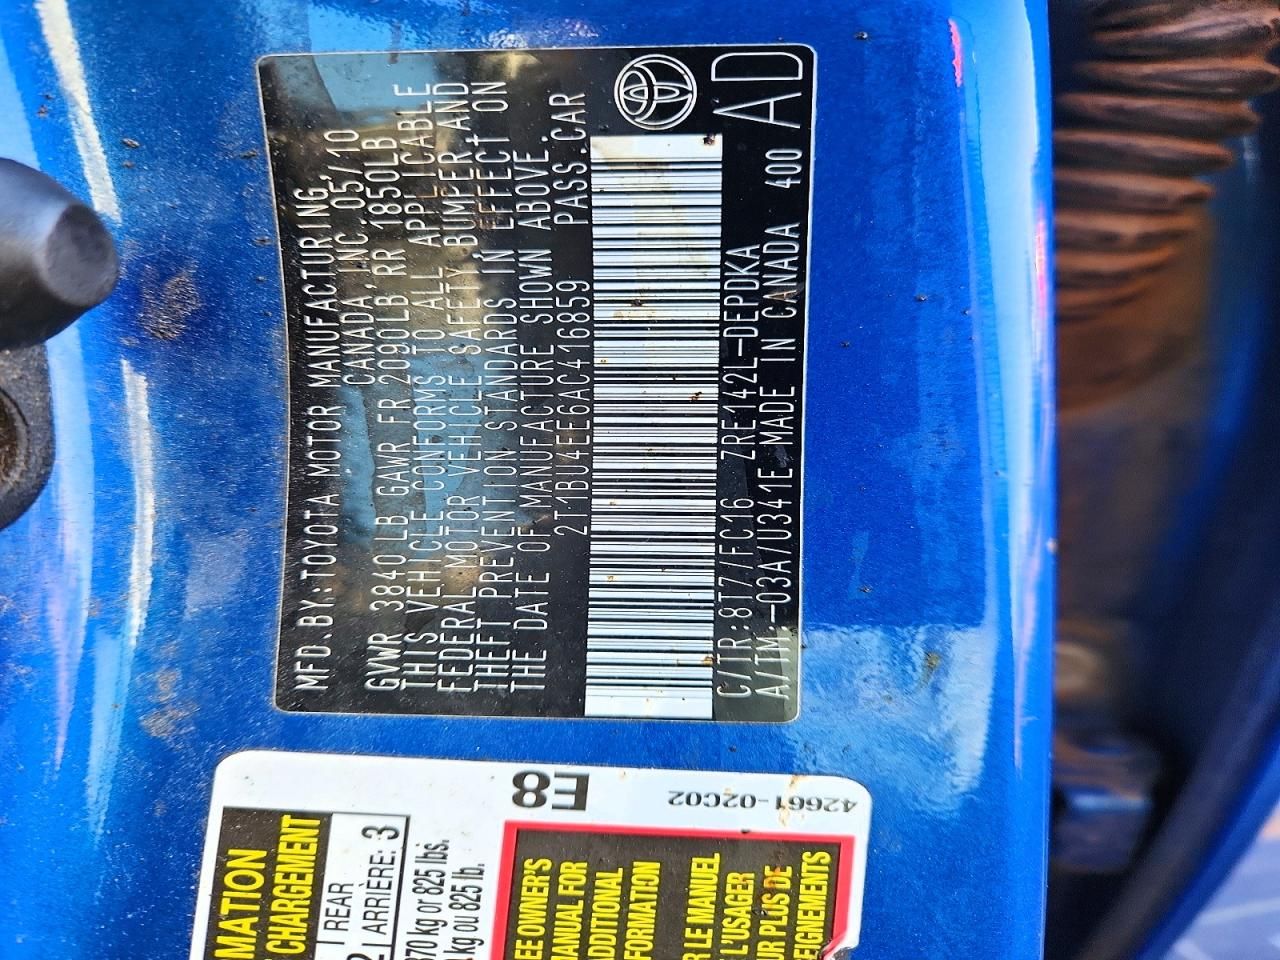 MFD.BY:TOYOTA MOTOR MANUFACTURING,
CANADA,INC. 05/10
GVWR 3840 LB GAWR FR 2090LB RR 1850LB
THIS VEHICLE CONFORMS TO ALL APPLICABLE
FEDERAL MOTOR VEHICLE SAFETY, BUMPER, AND
THEFT PREVENTION STANDARDS IN EFFECT ON
THE DATE OF MANUFACTURE SHOWN ABOVE.
2T1BU4EE6AC416859 PASS.CAR
C/TR:8T7/FC16 ZRE142L-DEPDKA
A/TM:-03A/U341E MADE IN CANADA 400 AD
E8
42661-02C02
MATION
CHARGEMENT
REAR
ARRIÈRE: 3
370 kg or 825 lbs.
kg ou 825 lb.
EE OWNER'S
MANUAL FOR
ADDITIONAL
FORMATION
R LE MANUEL
L'USAGER
UR PLUS DE
EIGNEMENTS